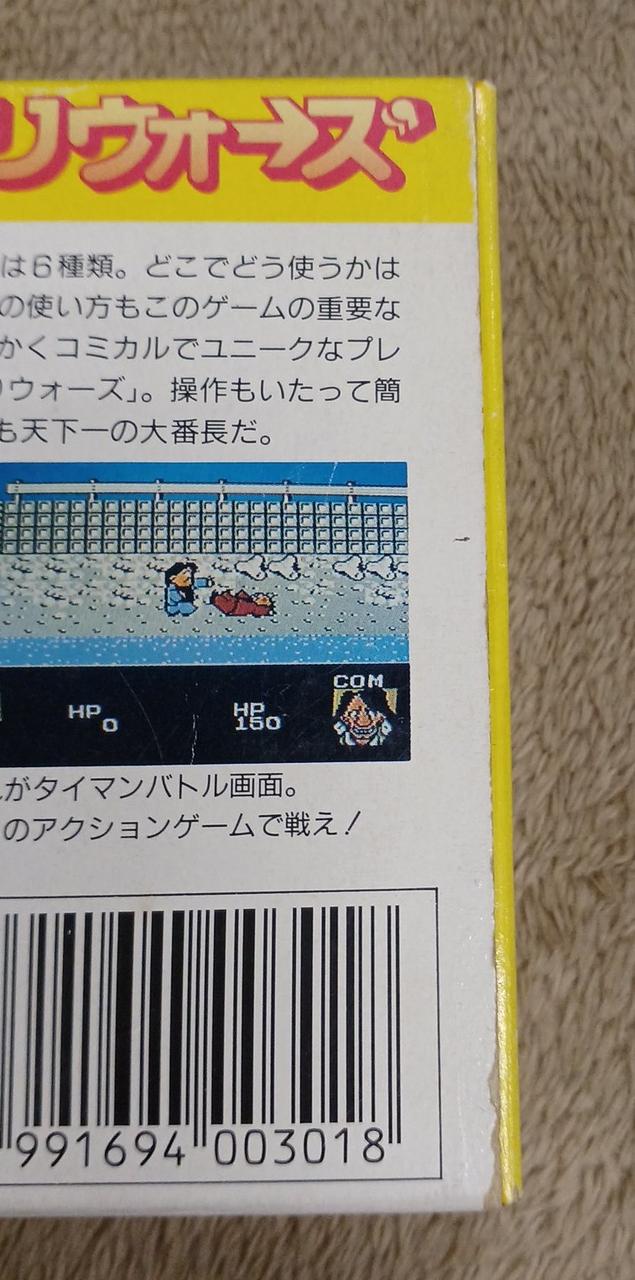 リウォーズ
は6種類。どこでどう使うかは
の使い方もこのゲームの重要な
かくコミカルでユニークなプレ
リウォーズ」。操作もいたって簡
も天下一の大番長だ。
COM
HP 0
HP 150
がタイマンバトル画面。
のアクションゲームで戦え!
991694 003018